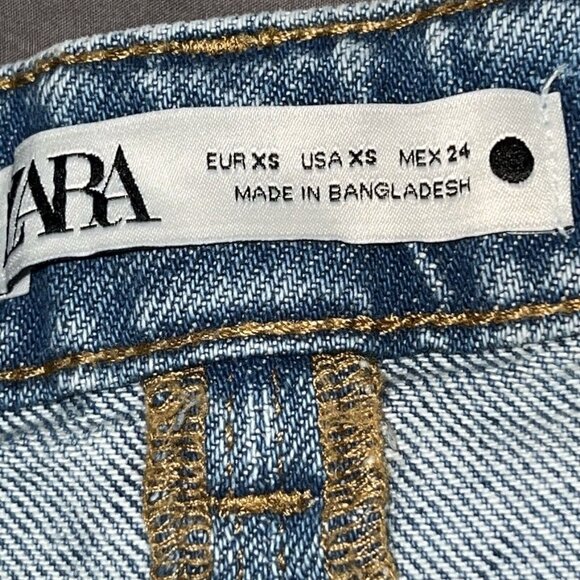 ZARA
EUR XS USA XS MEX 24
MADE IN BANGLADESH